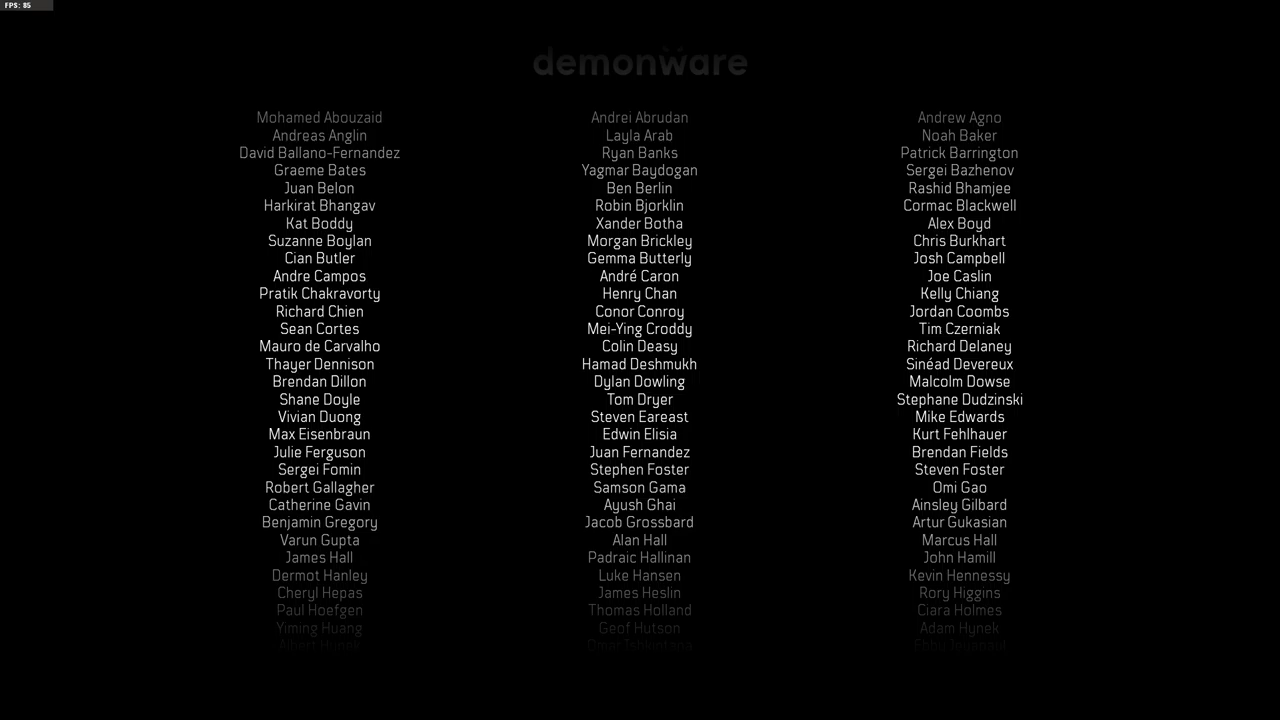 FPS: 85
demonware
Mohamed Abouzaid Andrei Abrudan Andrew Agno
Andreas Anglin Layla Arab Noah Baker
David Ballano-Fernandez Ryan Banks Patrick Barrington
Graeme Bates Yagmar Baydogan Sergei Bazhenov
Juan Belon Ben Berlin Rashid Bhamjee
Harkirat Bhangav Robin Bjorklin Cormac Blackwell
Kat Boddy Xander Botha Alex Boyd
Suzanne Boylan Morgan Brickley Chris Burkhart
Cian Butler Gemma Butterly Josh Campbell
Andre Campos André Caron Joe Caslin
Pratik Chakravorty Henry Chan Kelly Chiang
Richard Chien Conor Conroy Jordan Coombs
Sean Cortes Mei-Ying Croddy Tim Czerniak
Mauro de Carvalho Colin Deasy Richard Delaney
Thayer Dennison Hamad Deshmukh Sinéad Devereux
Brendan Dillon Dylan Dowling Malcolm Dowse
Shane Doyle Tom Dryer Stephane Dudzinski
Vivian Duong Steven Eareast Mike Edwards
Max Eisenbraun Edwin Elisia Kurt Fehlhauer
Julie Ferguson Juan Fernandez Brendan Fields
Sergei Fomin Stephen Foster Steven Foster
Robert Gallagher Samson Gama Omi Gao
Catherine Gavin Ayush Ghai Ainsley Gilbard
Benjamin Gregory Jacob Grossbard Artur Gukasian
Varun Gupta Alan Hall Marcus Hall
James Hall Padraic Hallinan John Hamill
Dermot Hanley Luke Hansen Kevin Hennessy
Cheryl Hepas James Heslin Rory Higgins
Paul Hoefgen Thomas Holland Ciara Holmes
Yiming Huang Geof Hutson Adam Hynek
Albert Hynek